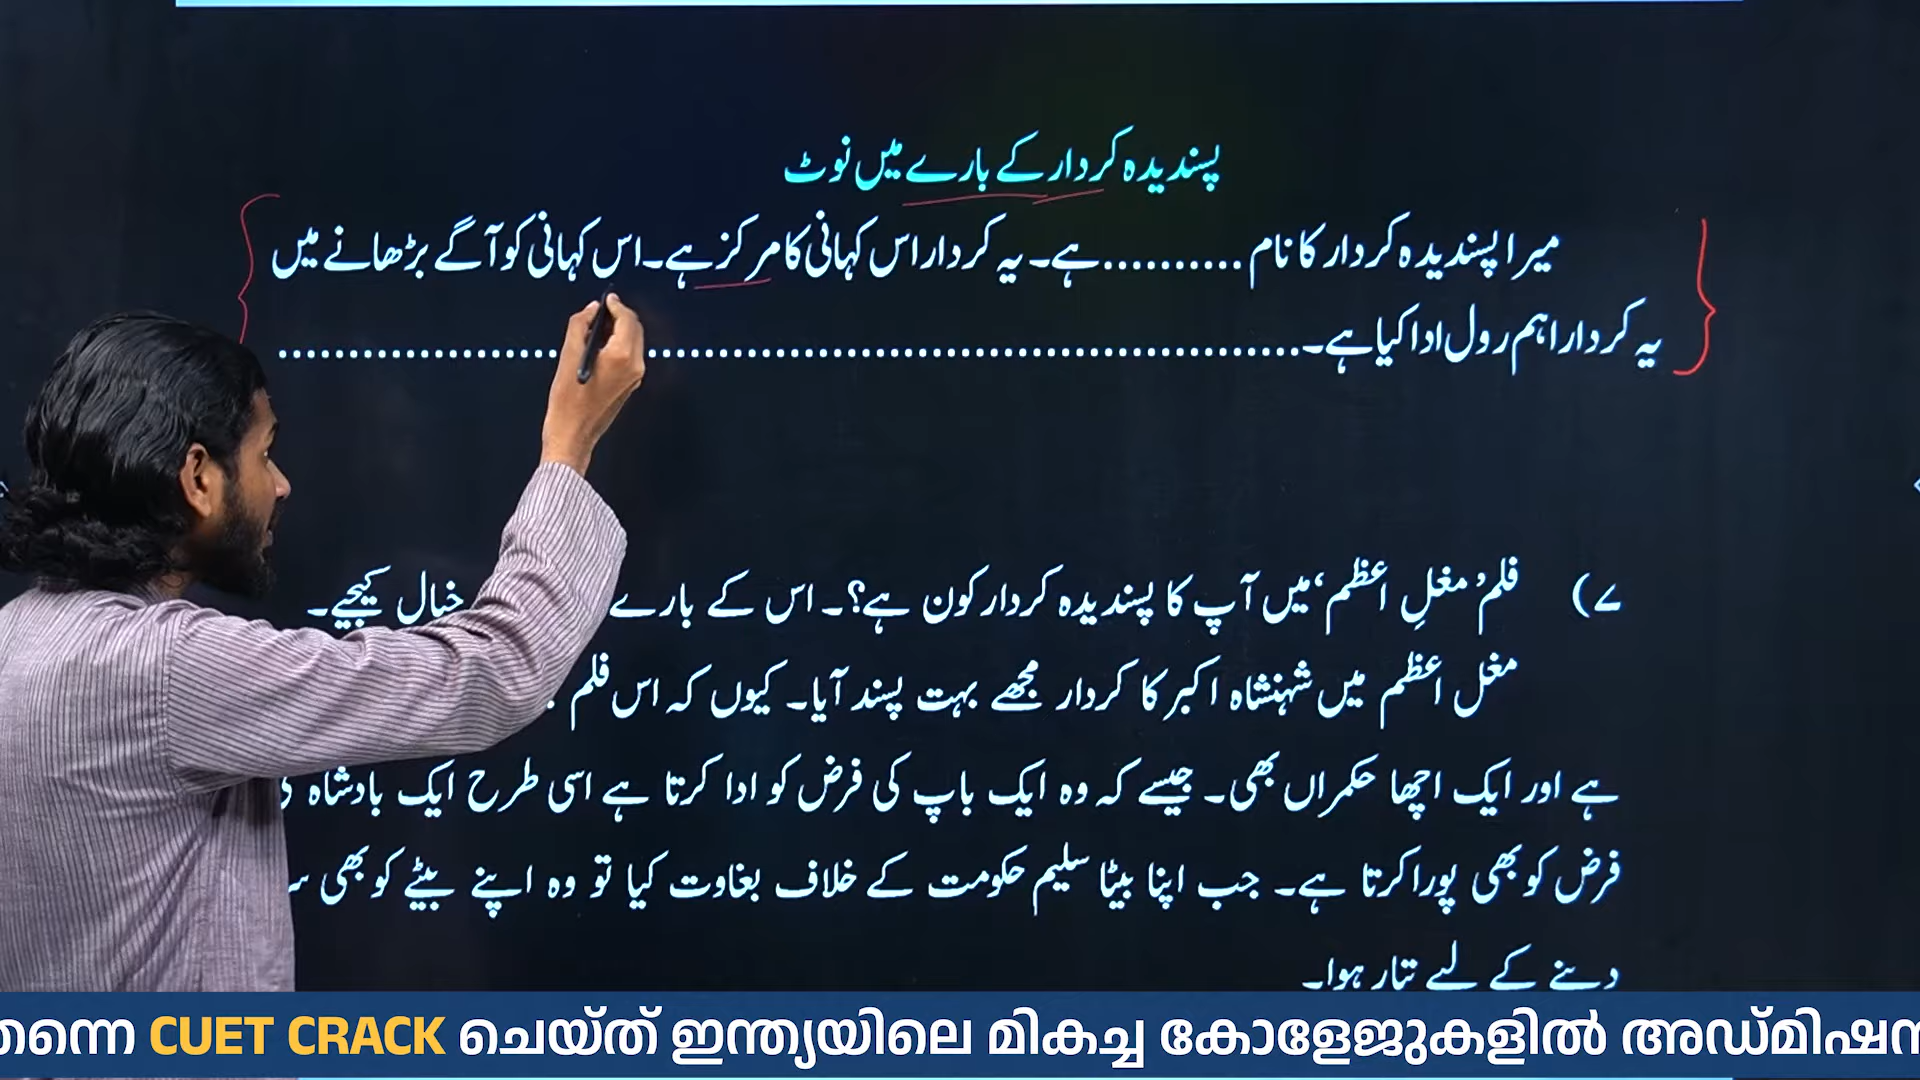 پسندیدہ کردار کے بارے میں نوٹ
میرا پسندیدہ کردار کا نام .......... ہے۔ یہ کردار اس کہانی کا مرکز ہے۔ اس کہانی کو آگے بڑھانے میں
یہ کردار اہم رول ادا کیا ہے۔ ................................................................
۷) فلم 'مغلِ اعظم' میں آپ کا پسندیدہ کردار کون ہے؟۔ اس کے بارے خیال کیجیے۔
مغل اعظم میں شہنشاہ اکبر کا کردار مجھے بہت پسند آیا۔ کیوں کہ اس فلم
ہے اور ایک اچھا حکمراں بھی۔ جیسے کہ وہ ایک باپ کی فرض کو ادا کرتا ہے اسی طرح ایک بادشاہ
فرض کو بھی پورا کرتا ہے۔ جب اپنا بیٹا سلیم حکومت کے خلاف بغاوت کیا تو وہ اپنے بیٹے کو بھی
دینے کے لیے تیار ہوا۔
തന്നെ CUET CRACK ചെയ്ത് ഇന്ത്യയിലെ മികച്ച കോളേജുകളിൽ